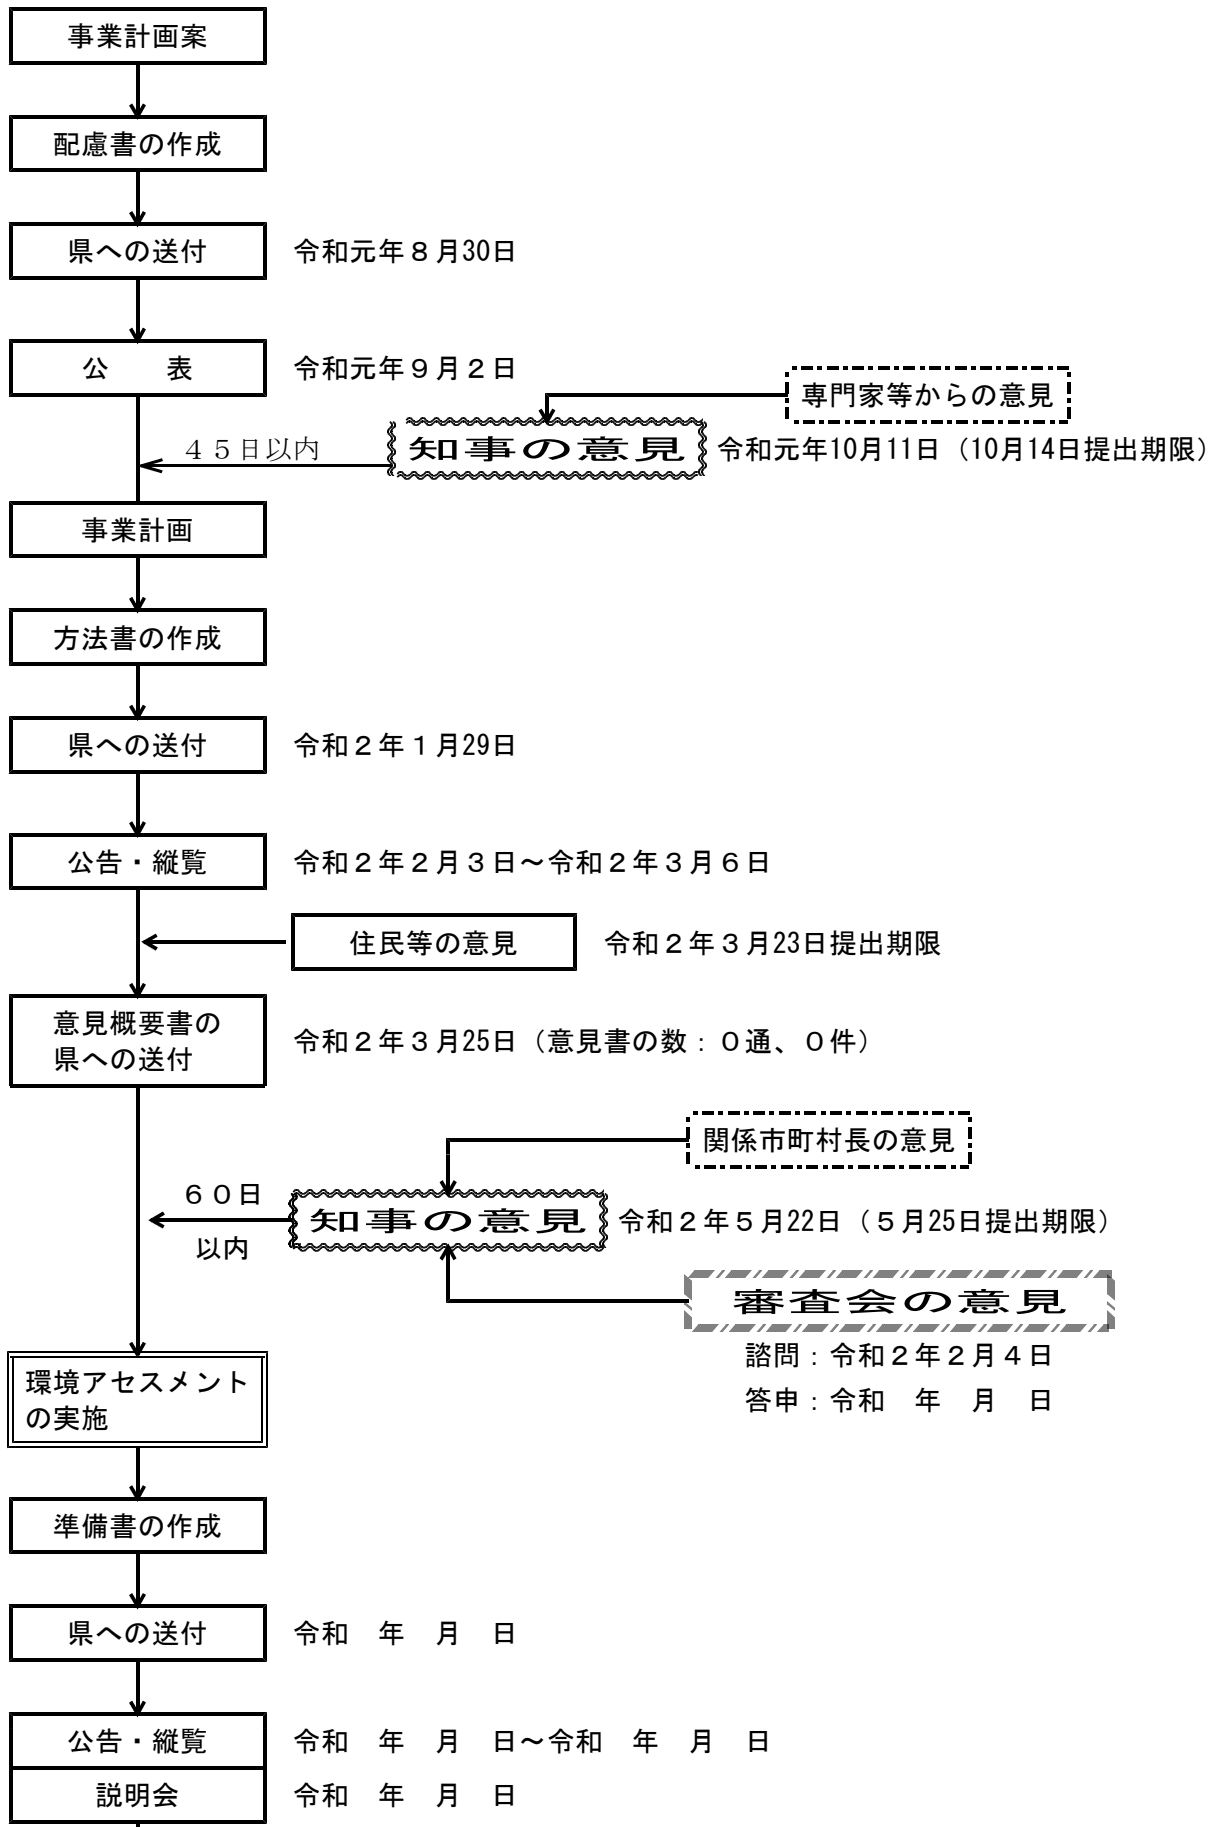 事業計画案
配慮書の作成
県への送付　令和元年８月30日
公　　表　令和元年９月２日
専門家等からの意見
４５日以内　知事の意見　令和元年10月11日（10月14日提出期限）
事業計画
方法書の作成
県への送付　令和２年１月29日
公告・縦覧　令和２年２月３日～令和２年３月６日
住民等の意見　令和２年３月23日提出期限
意見概要書の
県への送付　令和２年３月25日（意見書の数：０通、０件）
関係市町村長の意見
６０日
以内
知事の意見　令和２年５月22日（５月25日提出期限）
審査会の意見
諮問：令和２年２月４日
答申：令和　年　月　日
環境アセスメント
の実施
準備書の作成
県への送付　令和　年　月　日
公告・縦覧　令和　年　月　日～令和　年　月　日
説明会　令和　年　月　日